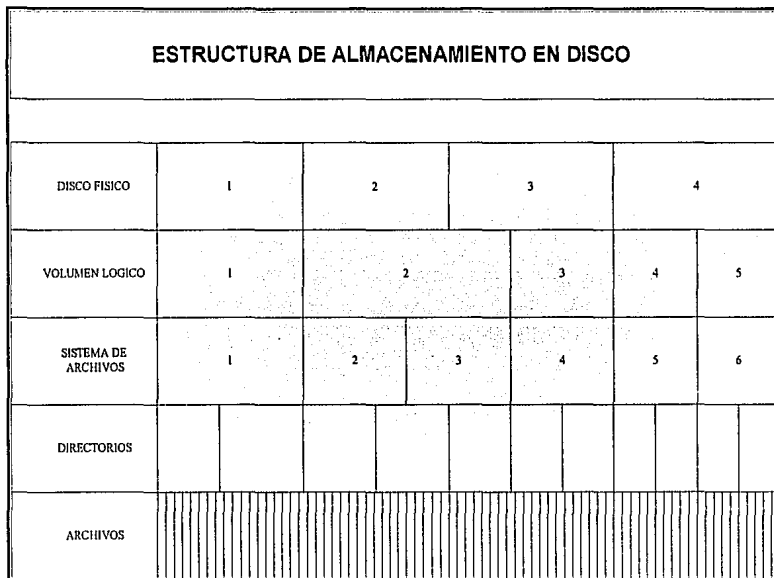 ESTRUCTURA DE ALMACENAMIENTO EN DISCO
DISCO FISICO 1 2 3 4
VOLUMEN LOGICO 1 2 3 4 5
SISTEMA DE
ARCHIVOS 1 2 3 4 5 6
DIRECTORIOS
ARCHIVOS